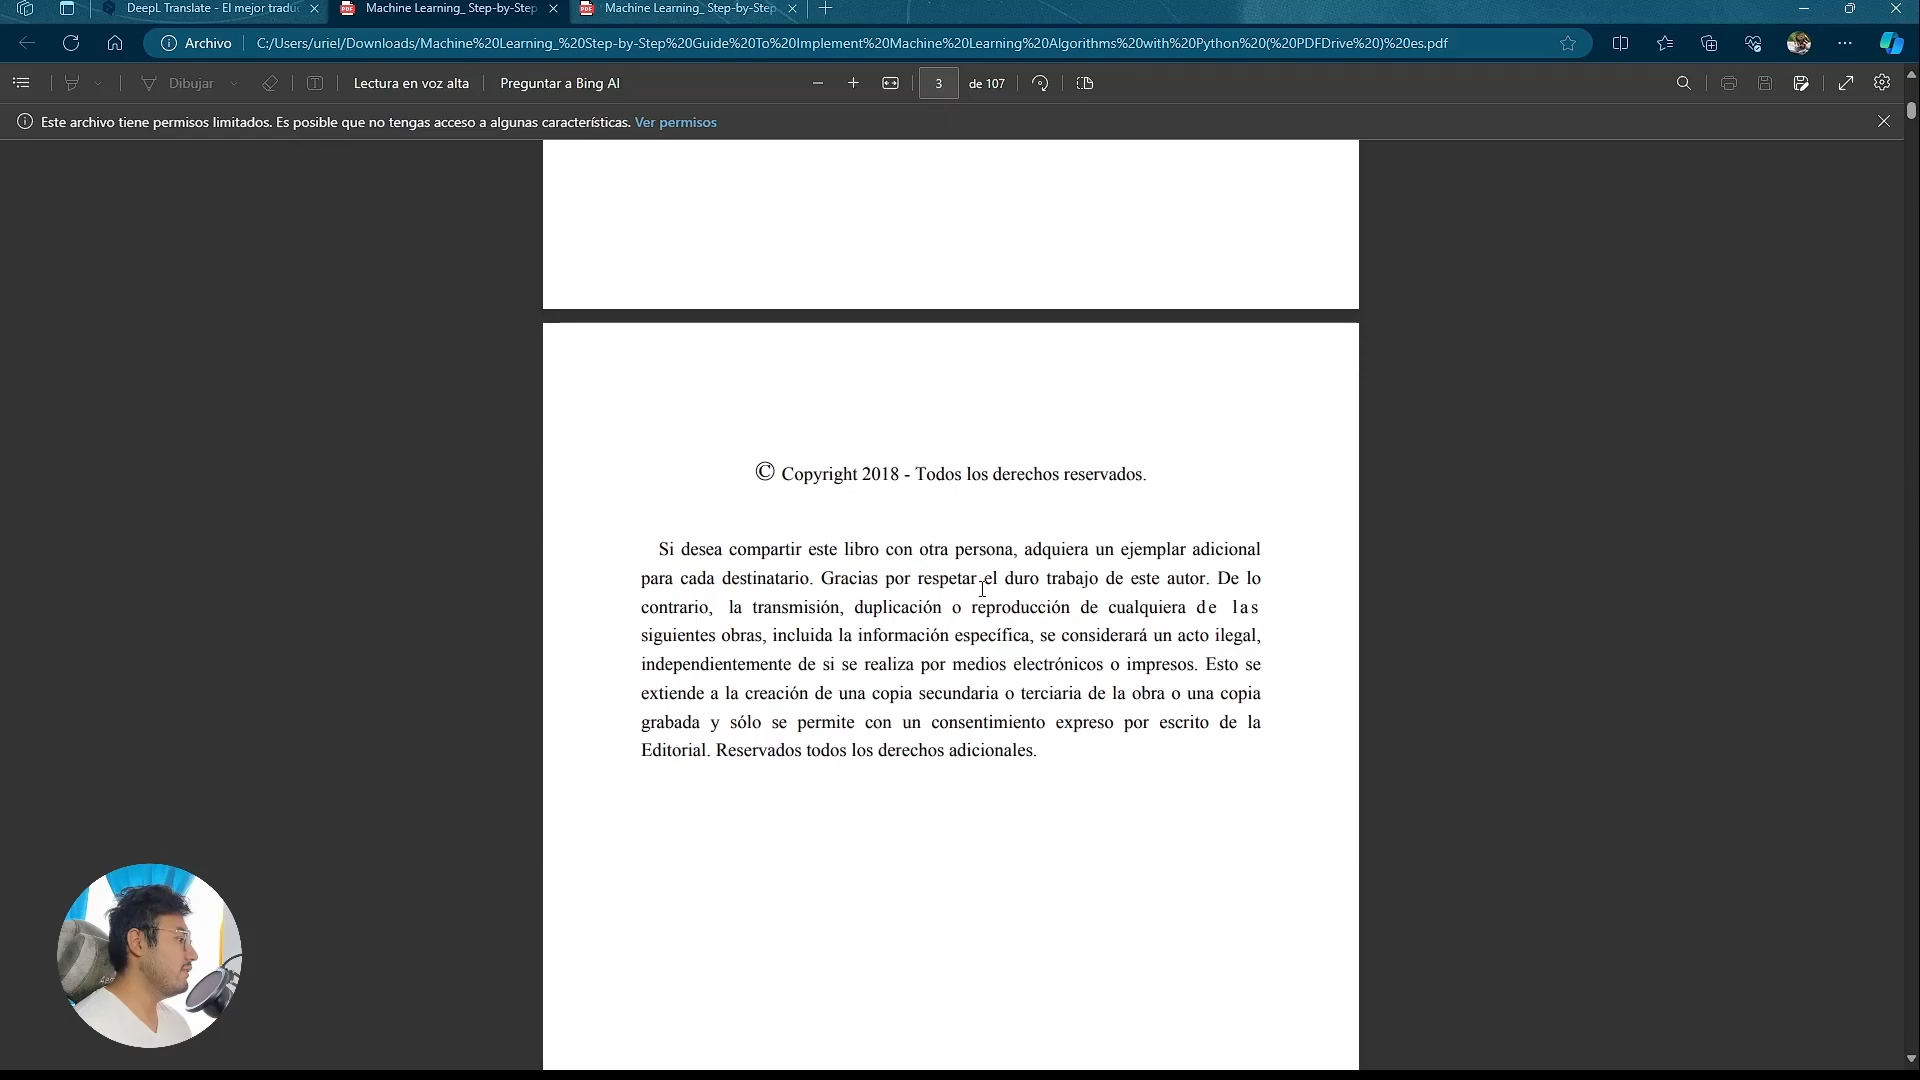 DeepL Translate - El mejor tradu
Machine Learning_ Step-by-Step
Machine Learning_ Step-by-Step
Archivo
C:/Users/uriel/Downloads/Machine%20Learning_%20Step-by-Step%20Guide%20To%20Implement%20Machine%20Learning%20Algorithms%20with%20Python%20(%20PDFDrive%20)%20es.pdf
Dibujar
Lectura en voz alta
Preguntar a Bing AI
3
de 107
Este archivo tiene permisos limitados. Es posible que no tengas acceso a algunas características. Ver permisos
© Copyright 2018 - Todos los derechos reservados.
Si desea compartir este libro con otra persona, adquiera un ejemplar adicional
para cada destinatario. Gracias por respetar el duro trabajo de este autor. De lo
contrario, la transmisión, duplicación o reproducción de cualquiera de las
siguientes obras, incluida la información específica, se considerará un acto ilegal,
independientemente de si se realiza por medios electrónicos o impresos. Esto se
extiende a la creación de una copia secundaria o terciaria de la obra o una copia
grabada y sólo se permite con un consentimiento expreso por escrito de la
Editorial. Reservados todos los derechos adicionales.